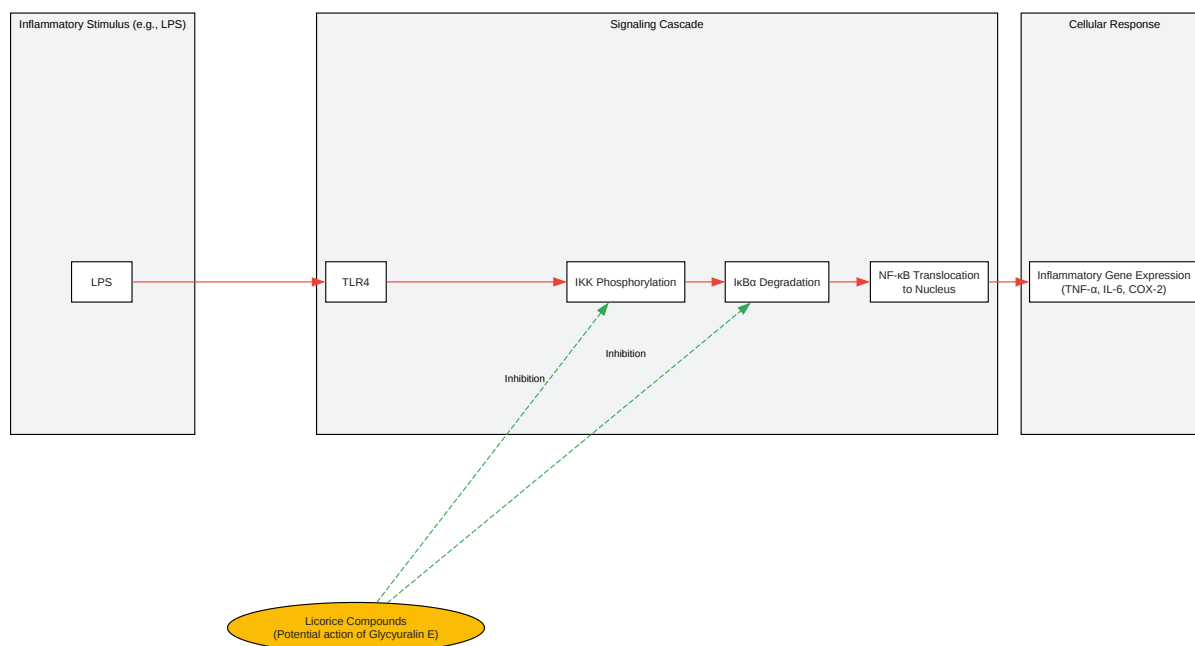 Inflammatory Stimulus (e.g., LPS)
Signaling Cascade
Cellular Response
LPS
TLR4
IKK Phosphorylation
IκBα Degradation
NF-κB Translocation
to Nucleus
Inflammatory Gene Expression
(TNF-α, IL-6, COX-2)
Inhibition
Inhibition
Licorice Compounds
(Potential action of Glycyuralin E)